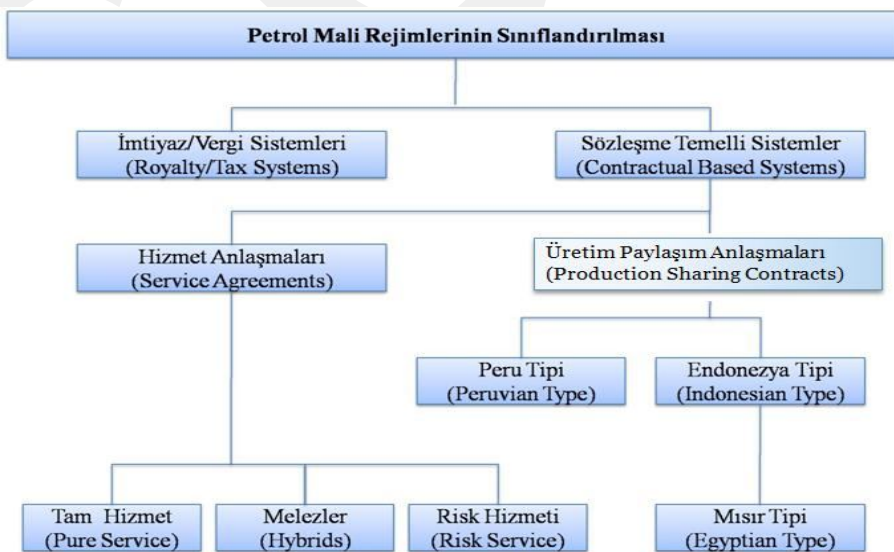 Petrol Mali Rejimlerinin Sınıflandırılması
İmtiyaz/Vergi Sistemleri
(Royalty/Tax Systems)
Sözleşme Temelli Sistemler
(Contractual Based Systems)
Hizmet Anlaşmaları
(Service Agreements)
Üretim Paylaşım Anlaşmaları
(Production Sharing Contracts)
Peru Tipi
(Peruvian Type)
Endonezya Tipi
(Indonesian Type)
Tam Hizmet
(Pure Service)
Melezler
(Hybrids)
Risk Hizmeti
(Risk Service)
Mısır Tipi
(Egyptian Type)